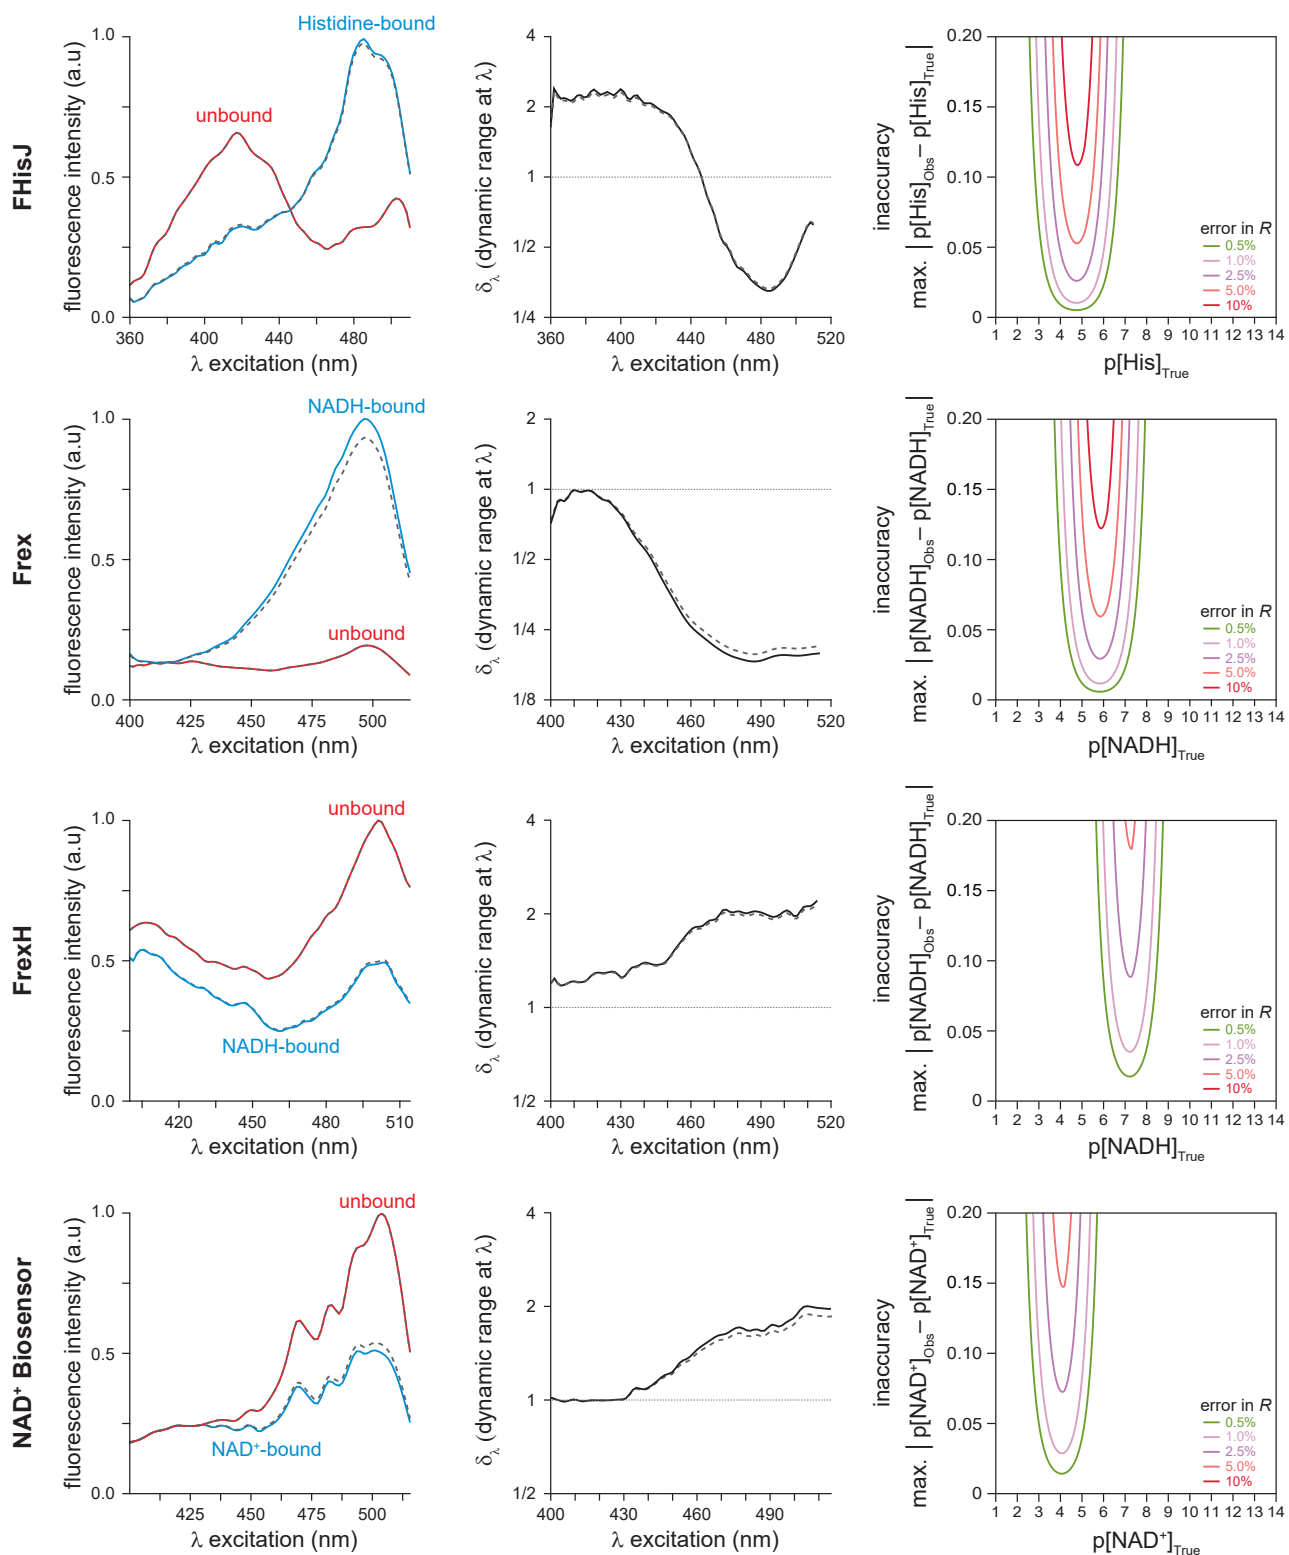 FHisJ
fluorescence intensity (a.u)
1.0
0.5
0.0
Histidine-bound
unbound
360 400 440 480
λ excitation (nm)
δλ (dynamic range at λ)
4
2
1
1/2
1/4
360 400 440 480 520
λ excitation (nm)
inaccuracy
max. | p[His]Obs – p[His]True |
0.20
0.15
0.10
0.05
0
error in R
0.5%
1.0%
2.5%
5.0%
10%
1 2 3 4 5 6 7 8 9 10 11 12 13 14
p[His]True
Frex
fluorescence intensity (a.u)
1.0
0.5
0.0
NADH-bound
unbound
400 425 450 475 500
λ excitation (nm)
δλ (dynamic range at λ)
2
1
1/2
1/4
1/8
400 430 460 490 520
λ excitation (nm)
inaccuracy
max. | p[NADH]Obs – p[NADH]True |
0.20
0.15
0.10
0.05
0
error in R
0.5%
1.0%
2.5%
5.0%
10%
1 2 3 4 5 6 7 8 9 10 11 12 13 14
p[NADH]True
FrexH
fluorescence intensity (a.u)
1.0
0.5
0.0
unbound
NADH-bound
420 450 480 510
λ excitation (nm)
δλ (dynamic range at λ)
4
2
1
1/2
400 430 460 490 520
λ excitation (nm)
inaccuracy
max. | p[NADH]Obs – p[NADH]True |
0.20
0.15
0.10
0.05
0
error in R
0.5%
1.0%
2.5%
5.0%
10%
1 2 3 4 5 6 7 8 9 10 11 12 13 14
p[NADH]True
NAD⁺ Biosensor
fluorescence intensity (a.u)
1.0
0.5
0.0
unbound
NAD⁺-bound
425 450 475 500
λ excitation (nm)
δλ (dynamic range at λ)
4
2
1
1/2
400 430 460 490
λ excitation (nm)
inaccuracy
max. | p[NAD⁺]Obs – p[NAD⁺]True |
0.20
0.15
0.10
0.05
0
error in R
0.5%
1.0%
2.5%
5.0%
10%
1 2 3 4 5 6 7 8 9 10 11 12 13 14
p[NAD⁺]True